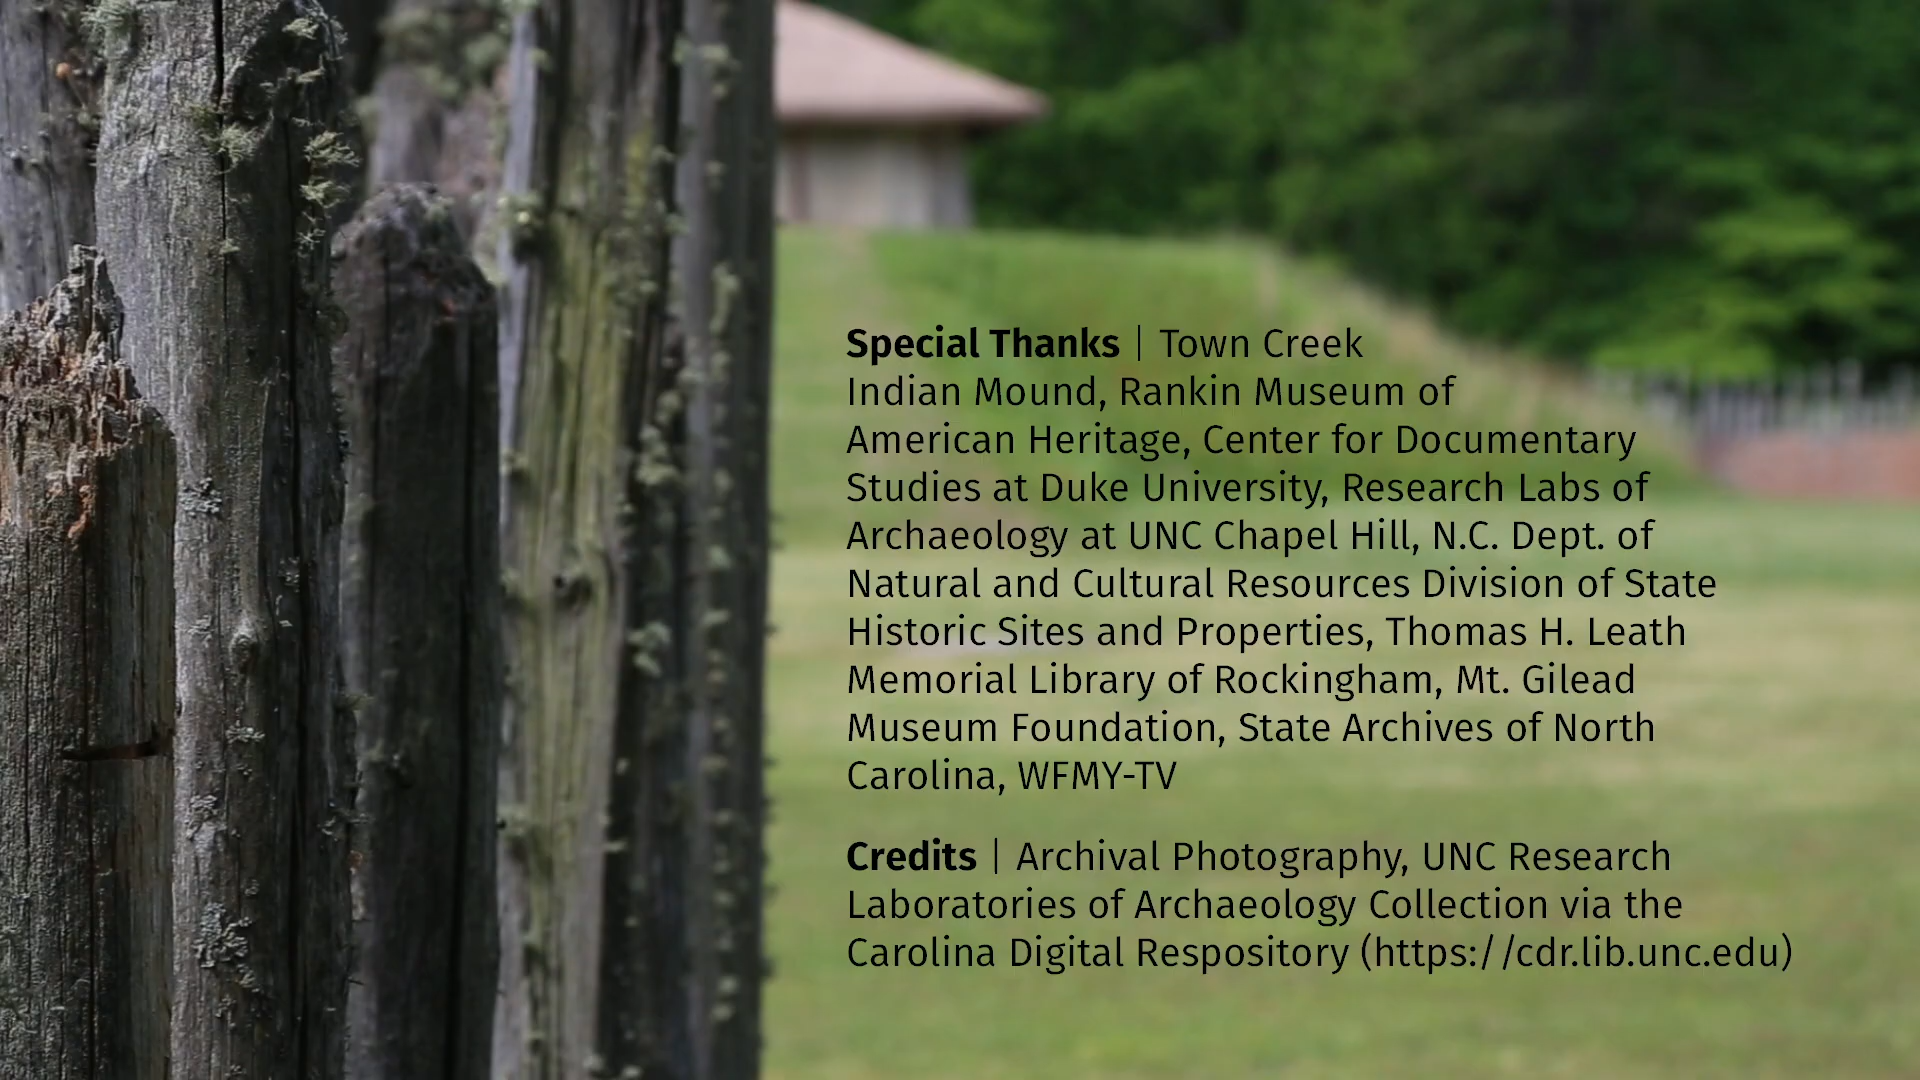 Special Thanks | Town Creek
Indian Mound, Rankin Museum of
American Heritage, Center for Documentary
Studies at Duke University, Research Labs of
Archaeology at UNC Chapel Hill, N.C. Dept. of
Natural and Cultural Resources Division of State
Historic Sites and Properties, Thomas H. Leath
Memorial Library of Rockingham, Mt. Gilead
Museum Foundation, State Archives of North
Carolina, WFMY-TV
Credits | Archival Photography, UNC Research
Laboratories of Archaeology Collection via the
Carolina Digital Respository (https://cdr.lib.unc.edu)